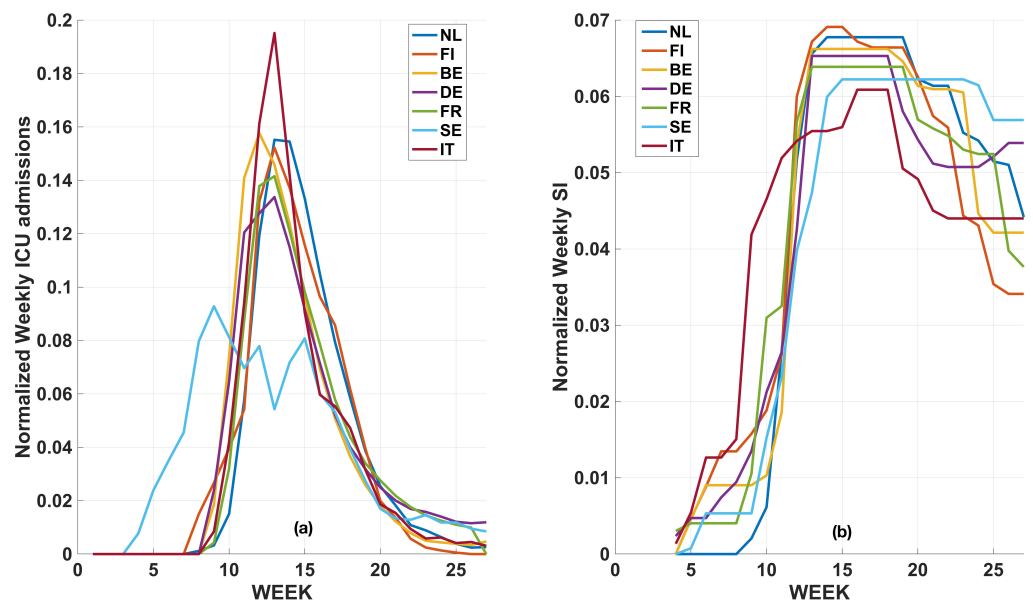 Normalized Weekly ICU admissions
0.2
0.18
0.16
0.14
0.12
0.1
0.08
0.06
0.04
0.02
0
0
5
10
15
20
25
WEEK
NL
FI
BE
DE
FR
SE
IT
(a)
Normalized Weekly SI
0.07
0.06
0.05
0.04
0.03
0.02
0.01
0
0
5
10
15
20
25
WEEK
NL
FI
BE
DE
FR
SE
IT
(b)